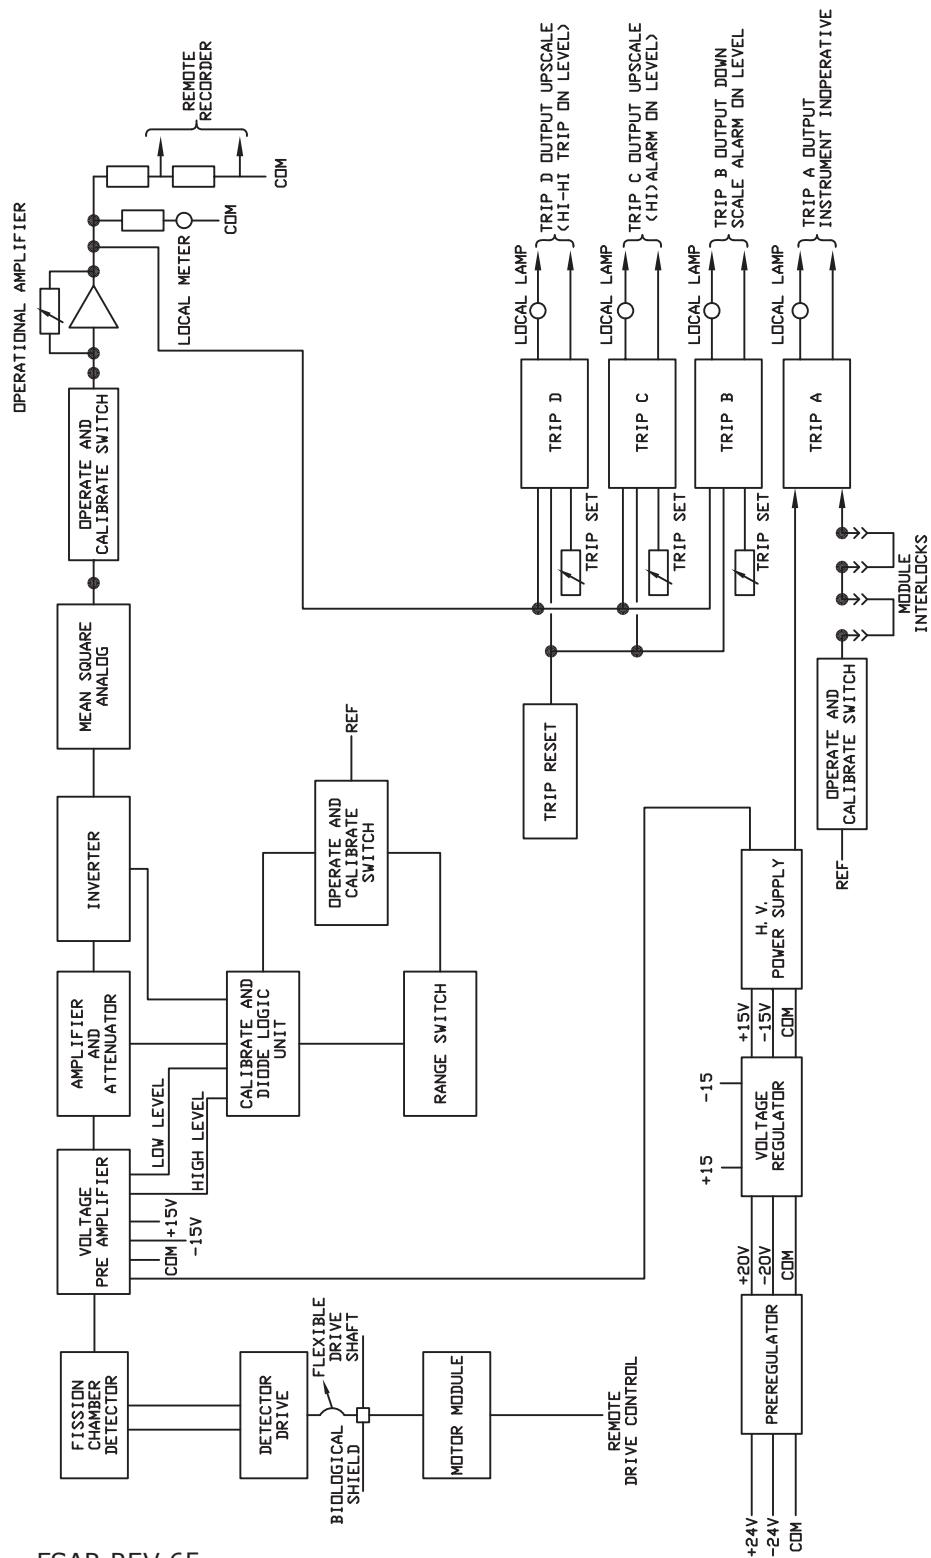 FISSION
CHAMBER
DETECTOR
VOLTAGE
PRE AMPLIFIER
AMPLIFIER
AND
ATTENUATOR
INVERTER
MEAN SQUARE
ANALOG
OPERATE AND
CALIBRATE SWITCH
OPERATIONAL AMPLIFIER
LOCAL METER
COM
COM
REMOTE
RECORDER
COM
+15V
-15V
LOW LEVEL
HIGH LEVEL
CALIBRATE AND
DIODE LOGIC
UNIT
OPERATE AND
CALIBRATE
SWITCH
REF
RANGE SWITCH
DETECTOR
DRIVE
FLEXIBLE
DRIVE
SHAFT
BIOLOGICAL
SHIELD
MOTOR MODULE
REMOTE
DRIVE CONTROL
TRIP RESET
TRIP D
TRIP SET
LOCAL LAMP
TRIP D OUTPUT UPSCALE
(HI-HI TRIP ON LEVEL)
TRIP C
TRIP SET
LOCAL LAMP
TRIP C OUTPUT UPSCALE
(HI)ALARM ON LEVEL)
TRIP B
TRIP SET
LOCAL LAMP
TRIP B OUTPUT DOWN
SCALE ALARM ON LEVEL
TRIP A
LOCAL LAMP
TRIP A OUTPUT
INSTRUMENT INOPERATIVE
+24V
-24V
COM
PREREGULATOR
+20V
-20V
COM
VOLTAGE
REGULATOR
+15
-15
+15V
-15V
COM
H.V.
POWER SUPPLY
REF
OPERATE AND
CALIBRATE SWITCH
MODULE
INTERLOCKS